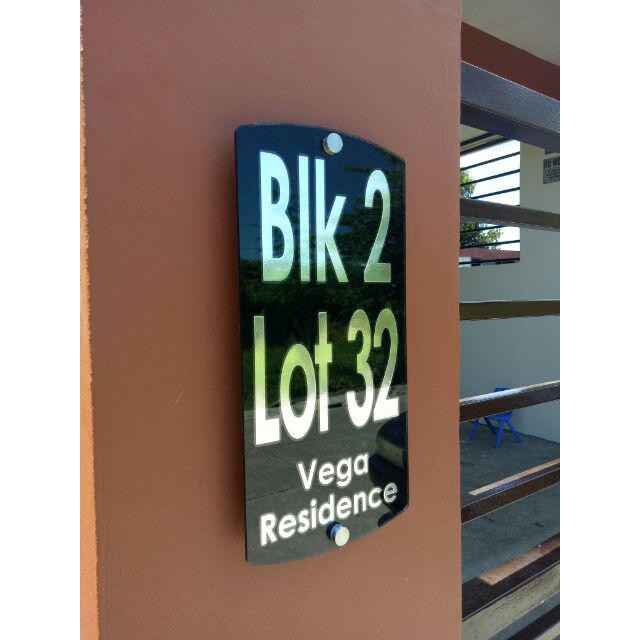 Blk 2
Lot 32
Vega
Residence